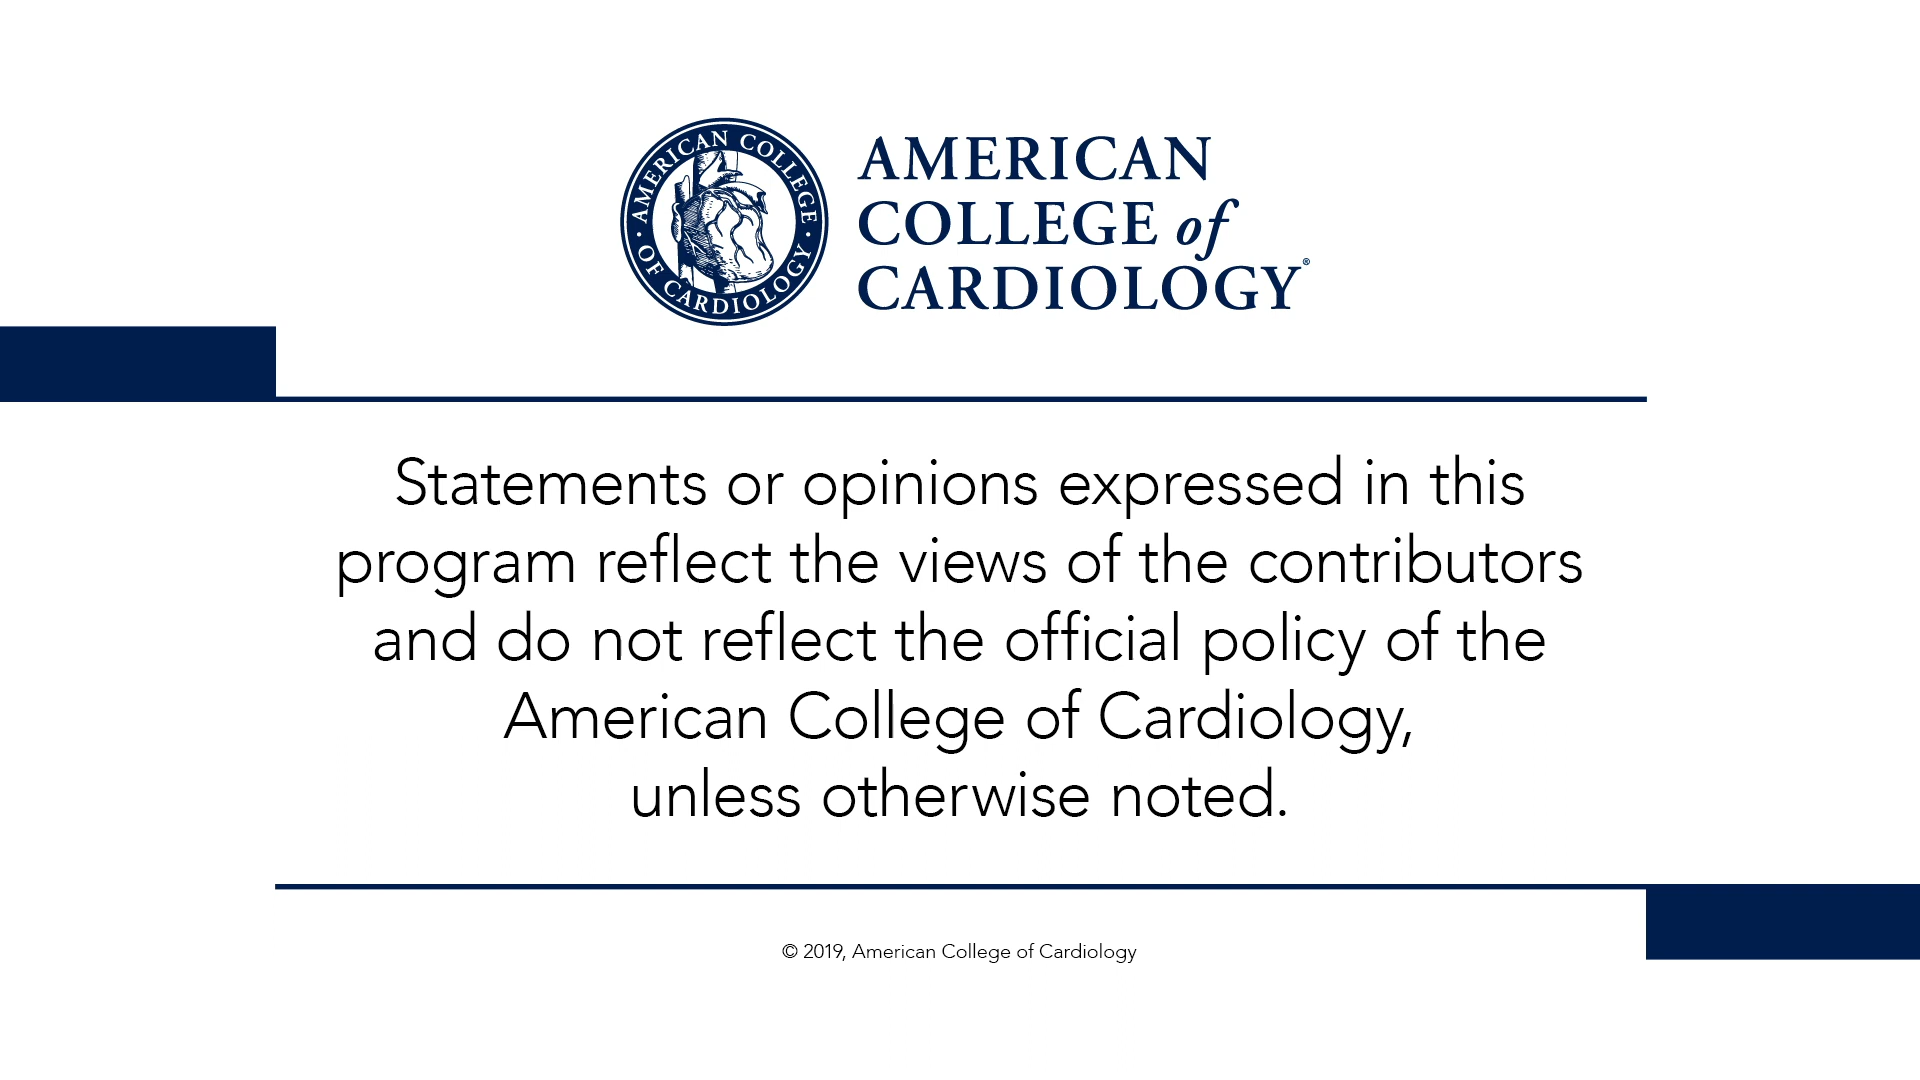 AMERICAN COLLEGE
· OF CARDIOLOGY ·
AMERICAN
COLLEGE of
CARDIOLOGY®
Statements or opinions expressed in this
program reflect the views of the contributors
and do not reflect the official policy of the
American College of Cardiology,
unless otherwise noted.
© 2019, American College of Cardiology